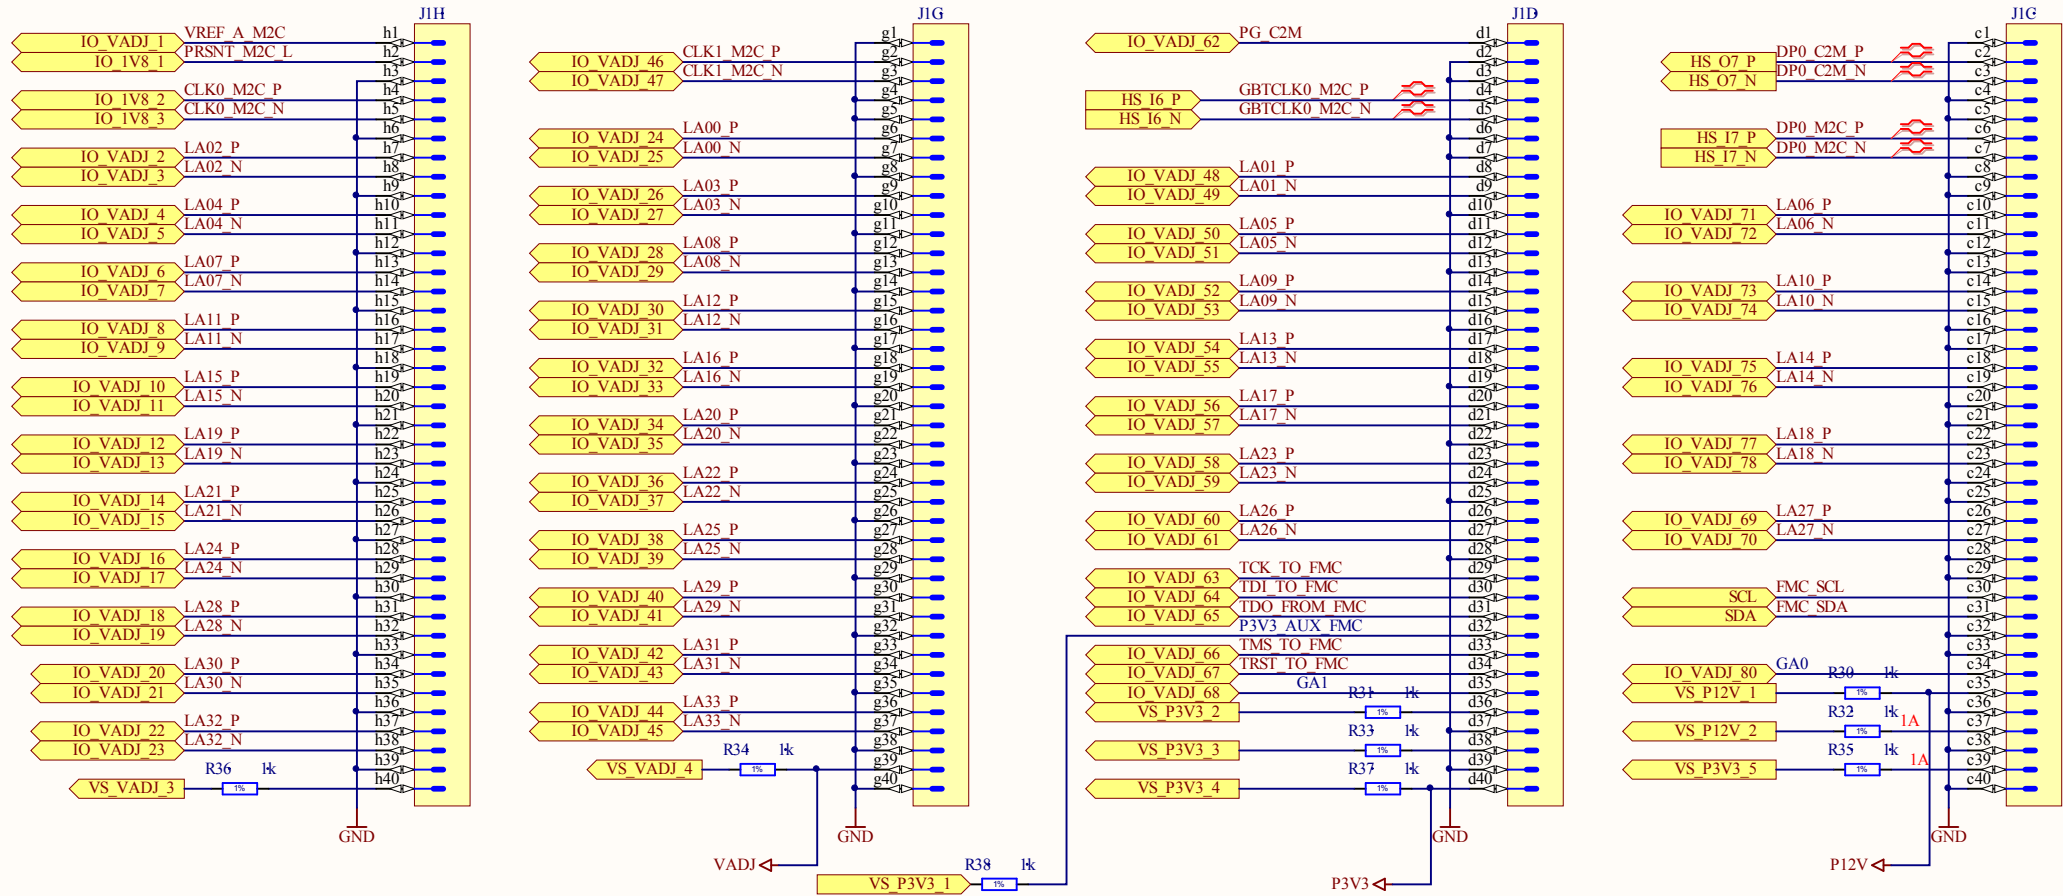 J1H
IO_VADJ_1 VREF_A_M2C h1
IO_1V8_1 PRSNT_M2C_L h2
h3
IO_1V8_2 CLK0_M2C_P h4
IO_1V8_3 CLK0_M2C_N h5
h6
IO_VADJ_2 LA02_P h7
IO_VADJ_3 LA02_N h8
h9
IO_VADJ_4 LA04_P h10
IO_VADJ_5 LA04_N h11
h12
IO_VADJ_6 LA07_P h13
IO_VADJ_7 LA07_N h14
h15
IO_VADJ_8 LA11_P h16
IO_VADJ_9 LA11_N h17
h18
IO_VADJ_10 LA15_P h19
IO_VADJ_11 LA15_N h20
h21
IO_VADJ_12 LA19_P h22
IO_VADJ_13 LA19_N h23
h24
IO_VADJ_14 LA21_P h25
IO_VADJ_15 LA21_N h26
h27
IO_VADJ_16 LA24_P h28
IO_VADJ_17 LA24_N h29
h30
IO_VADJ_18 LA28_P h31
IO_VADJ_19 LA28_N h32
h33
IO_VADJ_20 LA30_P h34
IO_VADJ_21 LA30_N h35
h36
IO_VADJ_22 LA32_P h37
IO_VADJ_23 LA32_N h38
h39
VS_VADJ_3 R36 1k 1% h40
GND
J1G
g1
IO_VADJ_46 CLK1_M2C_P g2
IO_VADJ_47 CLK1_M2C_N g3
g4
g5
IO_VADJ_24 LA00_P g6
IO_VADJ_25 LA00_N g7
g8
IO_VADJ_26 LA03_P g9
IO_VADJ_27 LA03_N g10
g11
IO_VADJ_28 LA08_P g12
IO_VADJ_29 LA08_N g13
g14
IO_VADJ_30 LA12_P g15
IO_VADJ_31 LA12_N g16
g17
IO_VADJ_32 LA16_P g18
IO_VADJ_33 LA16_N g19
g20
IO_VADJ_34 LA20_P g21
IO_VADJ_35 LA20_N g22
g23
IO_VADJ_36 LA22_P g24
IO_VADJ_37 LA22_N g25
g26
IO_VADJ_38 LA25_P g27
IO_VADJ_39 LA25_N g28
g29
IO_VADJ_40 LA29_P g30
IO_VADJ_41 LA29_N g31
g32
IO_VADJ_42 LA31_P g33
IO_VADJ_43 LA31_N g34
g35
IO_VADJ_44 LA33_P g36
IO_VADJ_45 LA33_N g37
g38
VS_VADJ_4 R34 1k 1% g39
g40
GND
VADJ
VS_P3V3_1 R38 1k 1%
J1D
IO_VADJ_62 PG_C2M d1
d2
d3
HS_I6_P GBTCLK0_M2C_P d4
HS_I6_N GBTCLK0_M2C_N d5
d6
d7
IO_VADJ_48 LA01_P d8
IO_VADJ_49 LA01_N d9
d10
IO_VADJ_50 LA05_P d11
IO_VADJ_51 LA05_N d12
d13
IO_VADJ_52 LA09_P d14
IO_VADJ_53 LA09_N d15
d16
IO_VADJ_54 LA13_P d17
IO_VADJ_55 LA13_N d18
d19
IO_VADJ_56 LA17_P d20
IO_VADJ_57 LA17_N d21
d22
IO_VADJ_58 LA23_P d23
IO_VADJ_59 LA23_N d24
d25
IO_VADJ_60 LA26_P d26
IO_VADJ_61 LA26_N d27
d28
IO_VADJ_63 TCK_TO_FMC d29
IO_VADJ_64 TDI_TO_FMC d30
IO_VADJ_65 TDO_FROM_FMC d31
P3V3_AUX_FMC d32
IO_VADJ_66 TMS_TO_FMC d33
IO_VADJ_67 TRST_TO_FMC d34
IO_VADJ_68 GA1 d35
VS_P3V3_2 R31 1k 1% d36
d37
VS_P3V3_3 R33 1k 1% d38
d39
VS_P3V3_4 R37 1k 1% d40
GND
P3V3
J1C
c1
HS_O7_P DP0_C2M_P c2
HS_O7_N DP0_C2M_N c3
c4
c5
HS_I7_P DP0_M2C_P c6
HS_I7_N DP0_M2C_N c7
c8
c9
IO_VADJ_71 LA06_P c10
IO_VADJ_72 LA06_N c11
c12
c13
IO_VADJ_73 LA10_P c14
IO_VADJ_74 LA10_N c15
c16
c17
IO_VADJ_75 LA14_P c18
IO_VADJ_76 LA14_N c19
c20
c21
IO_VADJ_77 LA18_P c22
IO_VADJ_78 LA18_N c23
c24
c25
IO_VADJ_69 LA27_P c26
IO_VADJ_70 LA27_N c27
c28
c29
SCL FMC_SCL c30
SDA FMC_SDA c31
c32
c33
IO_VADJ_80 GA0 c34
VS_P12V_1 R30 1k 1% c35
c36
VS_P12V_2 R32 1k 1% 1A c37
c38
VS_P3V3_5 R35 1k 1% 1A c39
c40
GND
P12V